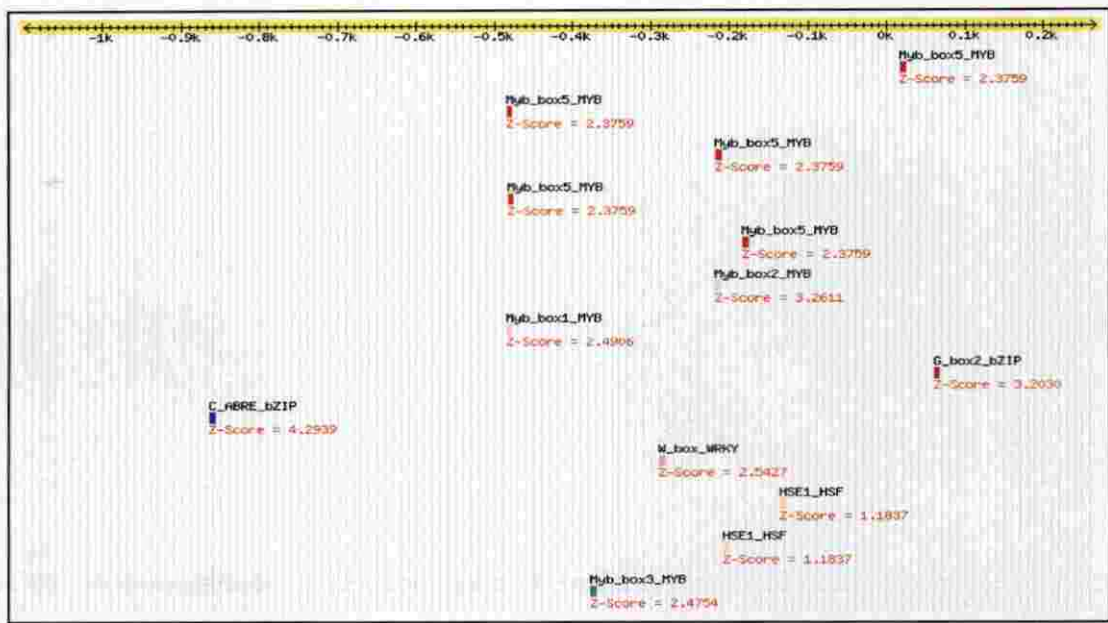 -1k -0.9k -0.8k -0.7k -0.6k -0.5k -0.4k -0.3k -0.2k -0.1k 0k 0.1k 0.2k
Myb_box5_MYB
Z-Score = 2.3759
Myb_box5_MYB
Z-Score = 2.3759
Myb_box5_MYB
Z-Score = 2.3759
Myb_box5_MYB
Z-Score = 2.3759
Myb_box5_MYB
Z-Score = 2.3759
Myb_box2_MYB
Z-Score = 3.2611
Myb_box1_MYB
Z-Score = 2.4906
G_box2_bZIP
Z-Score = 3.2030
C_ABRE_bZIP
Z-Score = 4.2939
W_box_WRKY
Z-Score = 2.5427
HSE1_HSF
Z-Score = 1.1837
HSE1_HSF
Z-Score = 1.1837
Myb_box3_MYB
Z-Score = 2.4754